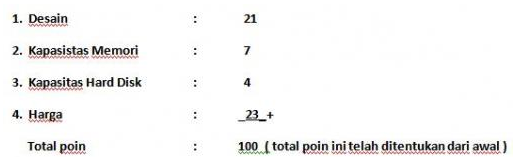 1. Desain : 21
2. Kapasistas Memori : 7
3. Kapasitas Hard Disk : 4
4. Harga : _23_+
Total poin : 100 ( total poin ini telah ditentukan dari awal )